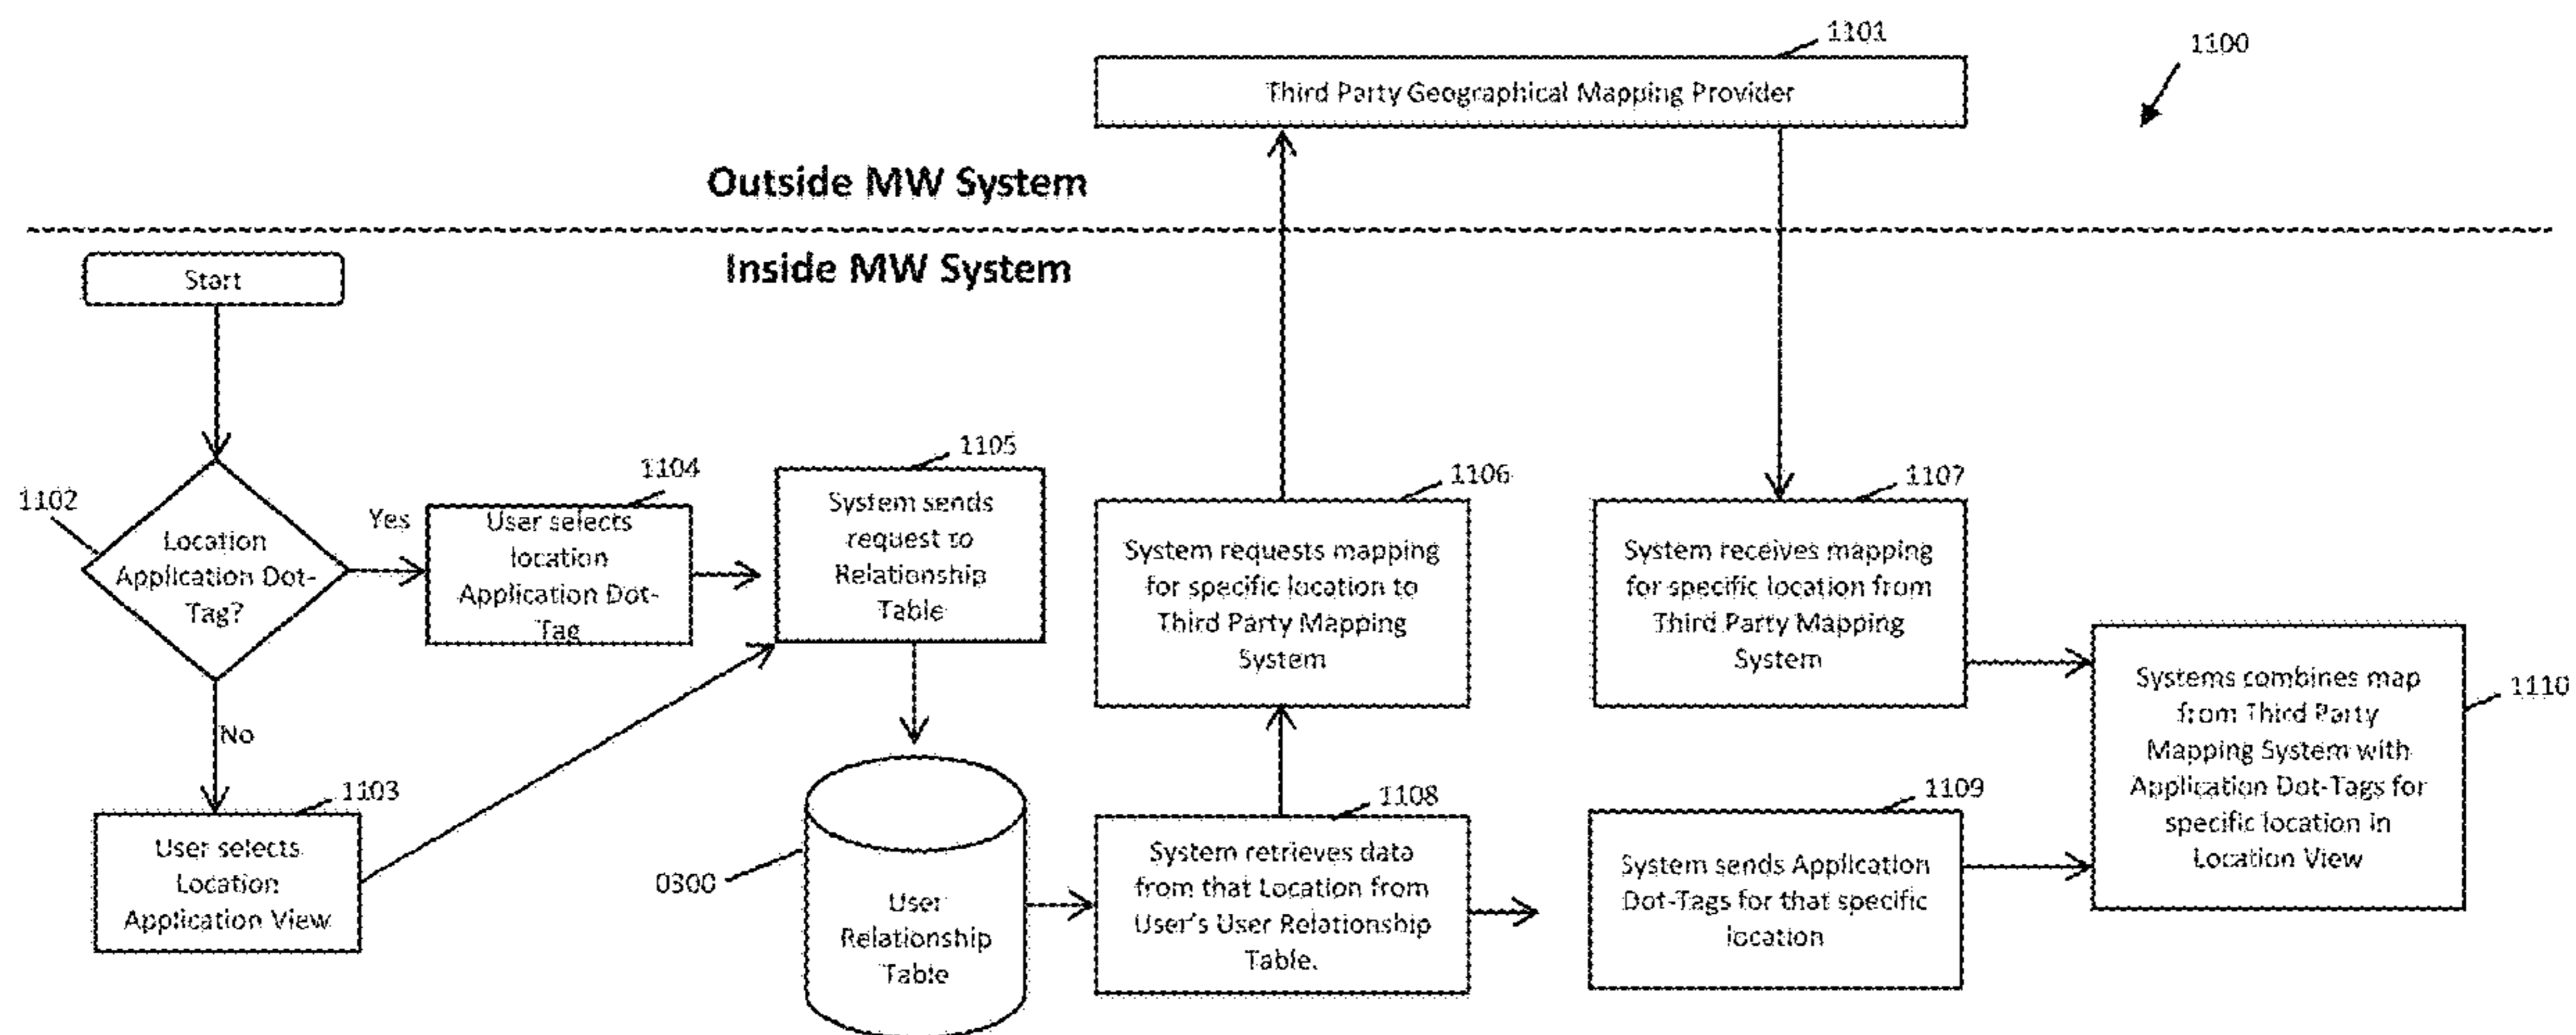 1101
1100
Third Party Geographical Mapping Provider
Outside MW System
Inside MW System
Start
1102
Location
Application Dot-
Tag?
Yes
No
1104
User selects
location
Application Dot-
Tag
1103
User selects
Location
Application View
1105
System sends
request to
Relationship
Table
0300
User
Relationship
Table
1106
System requests mapping
for specific location to
Third Party Mapping
System
1108
System retrieves data
from that Location from
User's User Relationship
Table.
1107
System receives mapping
for specific location from
Third Party Mapping
System
1109
System sends Application
Dot-Tags for that specific
location
1110
Systems combines map
from Third Party
Mapping System with
Application Dot-Tags for
specific location in
Location View